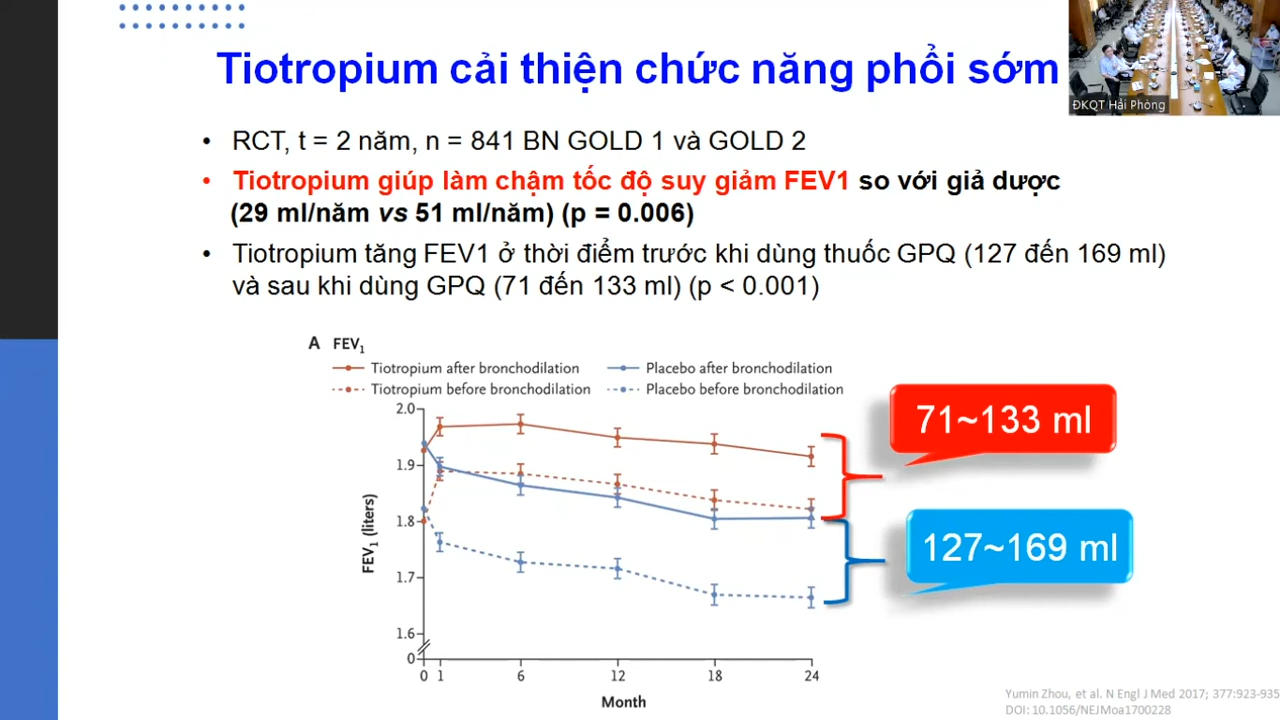 Tiotropium cải thiện chức năng phổi sớm
ĐKQT Hải Phòng
• RCT, t = 2 năm, n = 841 BN GOLD 1 và GOLD 2
• Tiotropium giúp làm chậm tốc độ suy giảm FEV1 so với giả dược
(29 ml/năm vs 51 ml/năm) (p = 0.006)
• Tiotropium tăng FEV1 ở thời điểm trước khi dùng thuốc GPQ (127 đến 169 ml)
và sau khi dùng GPQ (71 đến 133 ml) (p < 0.001)
A FEV1
Tiotropium after bronchodilation
Placebo after bronchodilation
Tiotropium before bronchodilation
Placebo before bronchodilation
2.0
1.9
1.8
1.7
1.6
0
FEV1 (liters)
0 1 6 12 18 24
Month
71~133 ml
127~169 ml
Yumin Zhou, et al. N Engl J Med 2017; 377:923-935
DOI: 10.1056/NEJMoa1700228